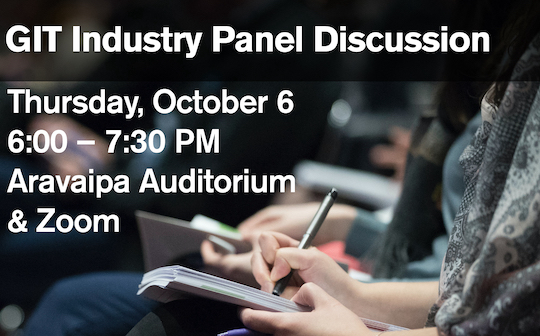 GIT Industry Panel Discussion
Thursday, October 6
6:00 – 7:30 PM
Aravaipa Auditorium
& Zoom